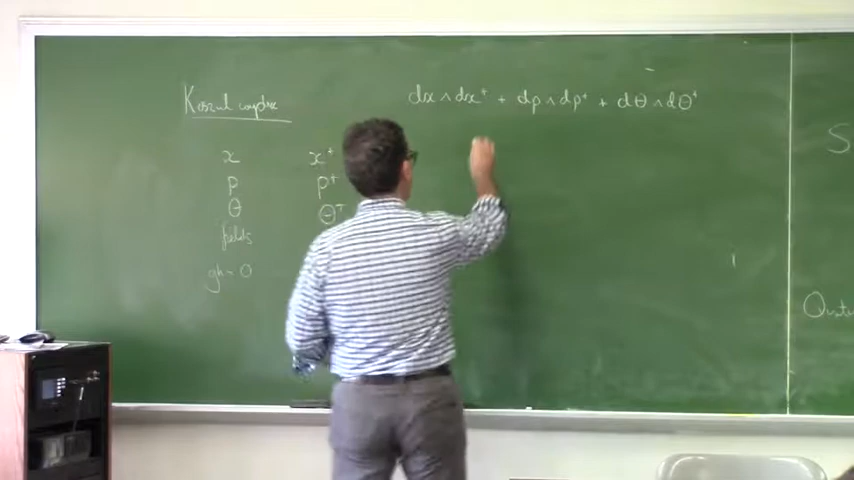 Koszul complex
dx ∧ dx⁺ + dp ∧ dp⁺ + dθ ∧ dθ⁺
x x⁺
p p⁺
θ θ⁺
fields
gh = 0
S